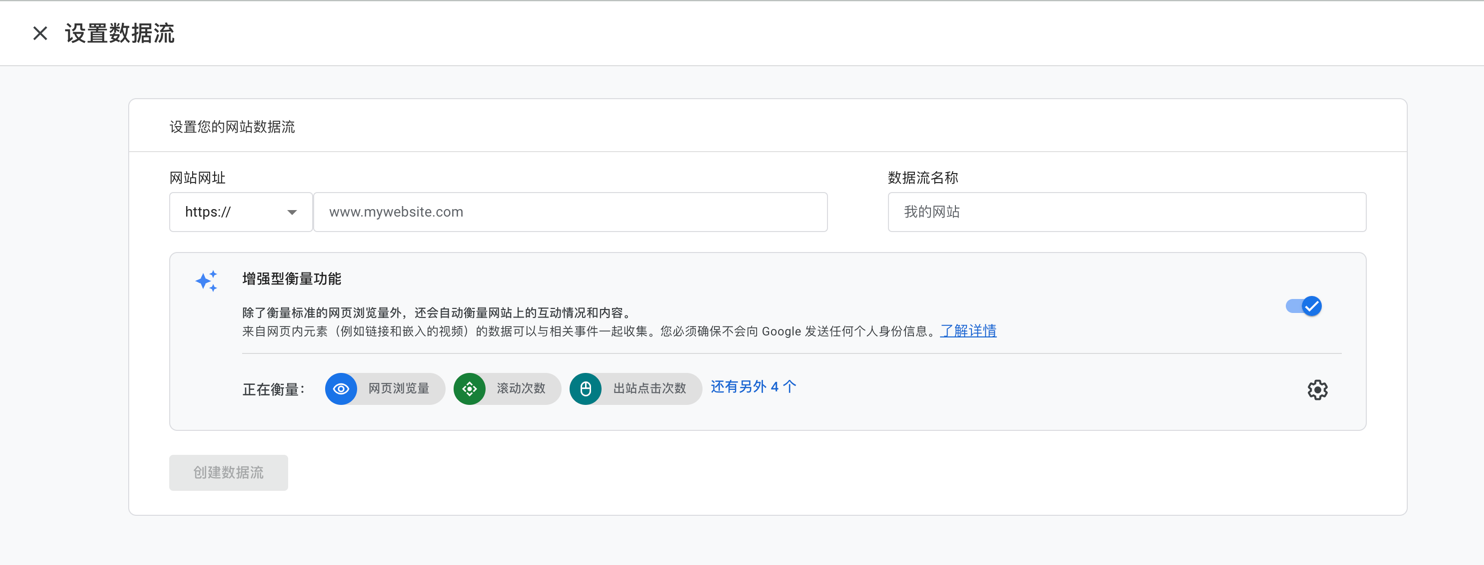 设置数据流
设置您的网站数据流
网站网址
数据流名称
https://
www.mywebsite.com
我的网站
增强型衡量功能
除了衡量标准的网页浏览量外，还会自动衡量网站上的互动情况和内容。
来自网页内元素（例如链接和嵌入的视频）的数据可以与相关事件一起收集。您必须确保不会向 Google 发送任何个人身份信息。了解详情
正在衡量： 网页浏览量 滚动次数 出站点击次数 还有另外 4 个
创建数据流